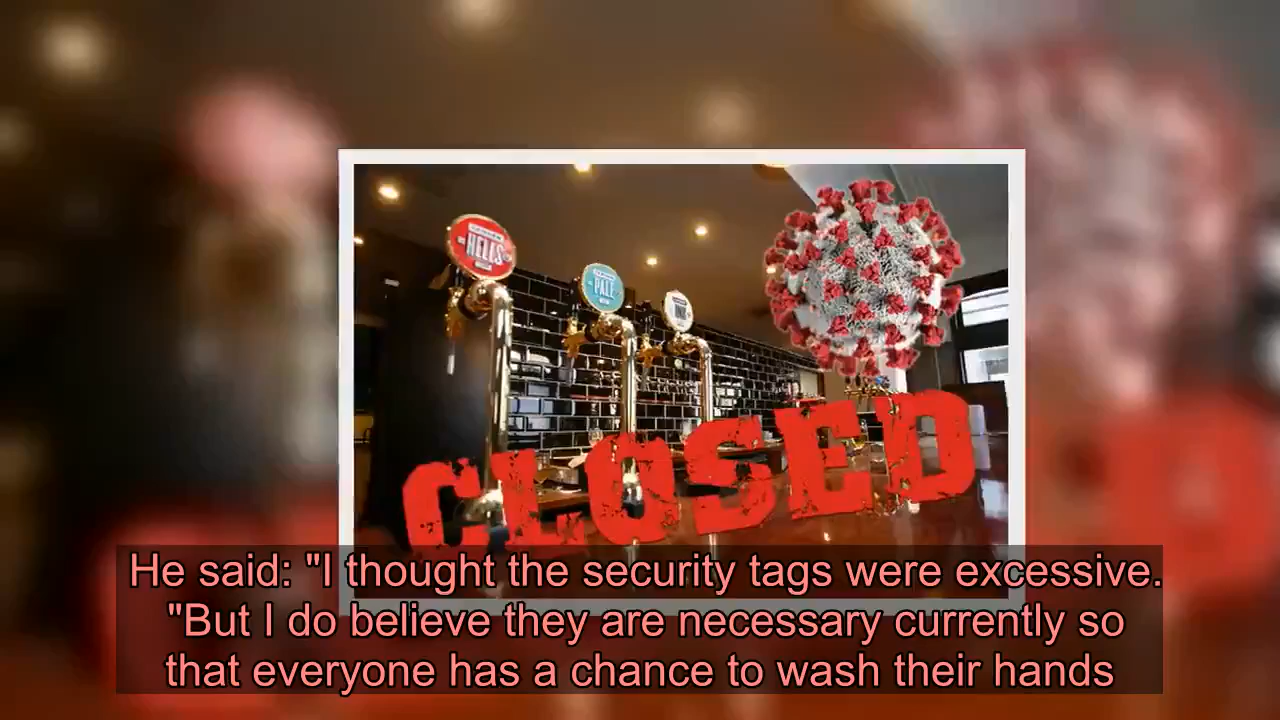 HELLS
PALE
CLOSED
He said: "I thought the security tags were excessive.
"But I do believe they are necessary currently so
that everyone has a chance to wash their hands